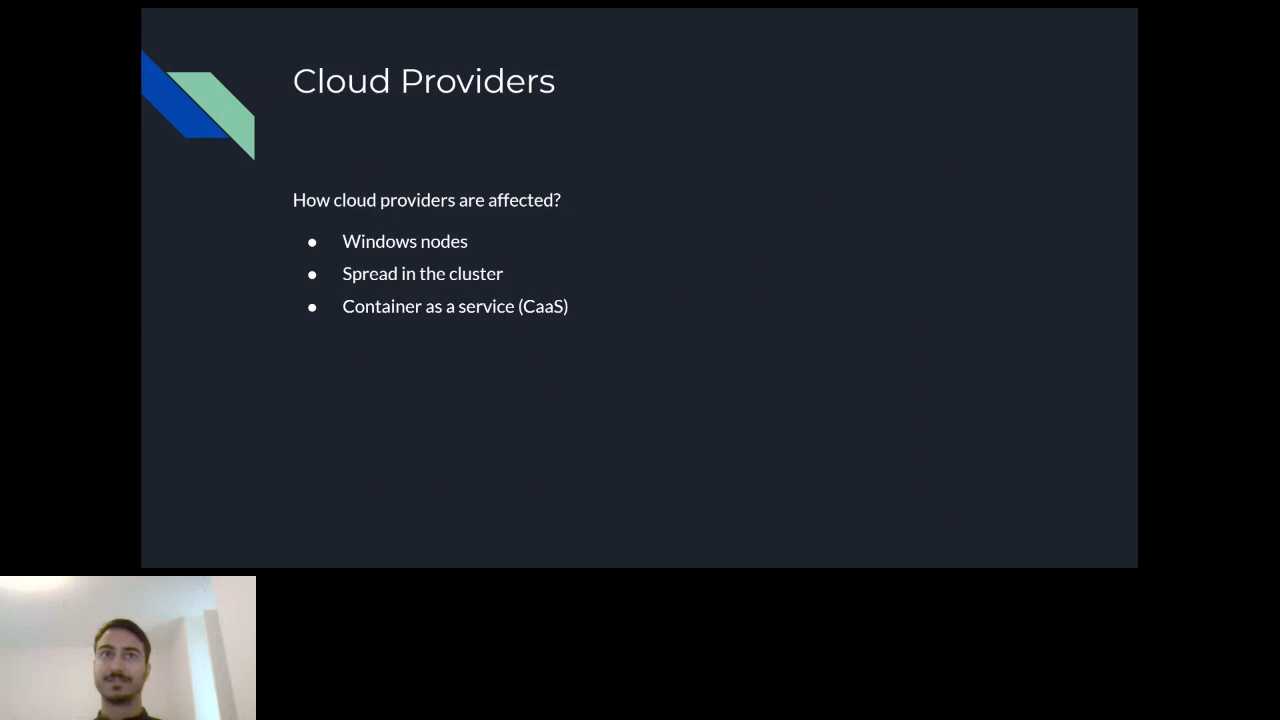 Cloud Providers
How cloud providers are affected?
● Windows nodes
● Spread in the cluster
● Container as a service (CaaS)